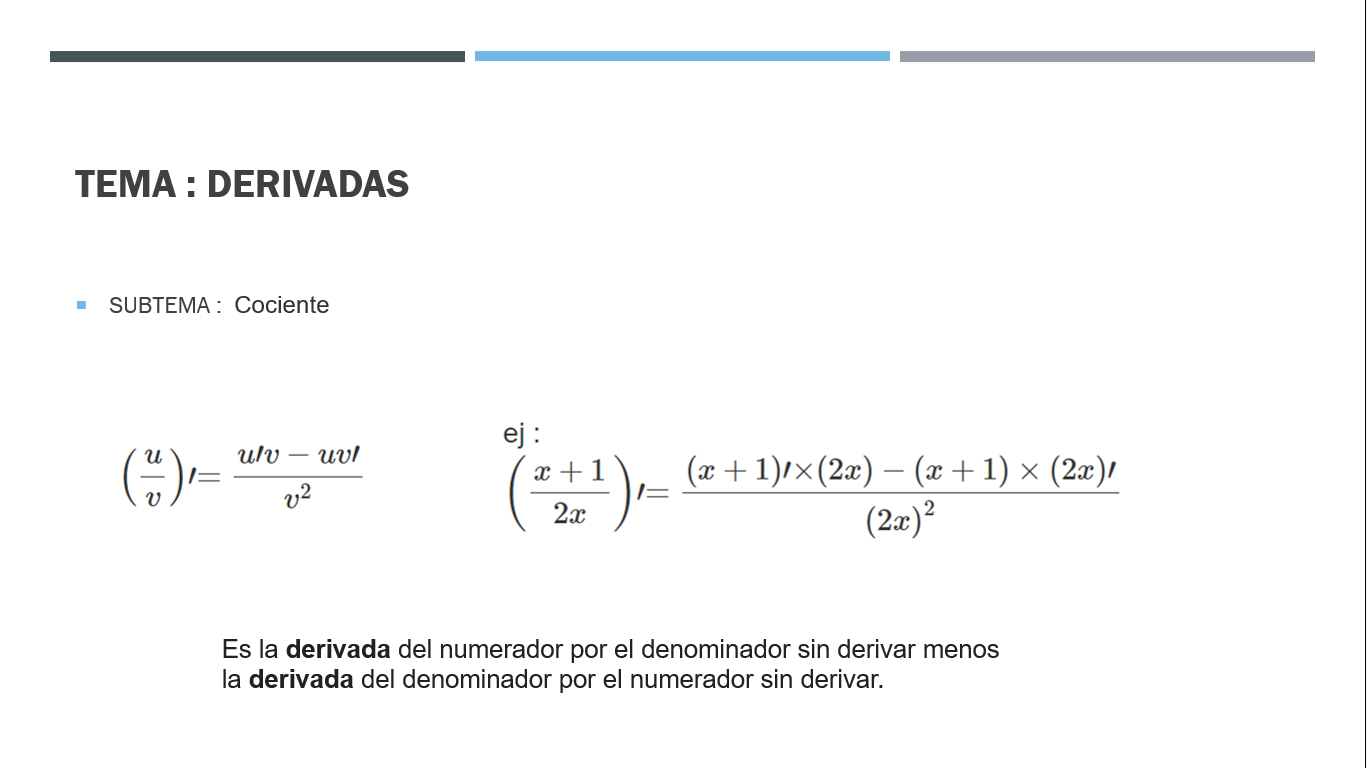 TEMA : DERIVADAS
SUBTEMA : Cociente
(u/v)′= (u′v − uv′)/v²
ej :
((x + 1)/2x)′= ((x + 1)′×(2x) − (x + 1) × (2x)′)/(2x)²
Es la derivada del numerador por el denominador sin derivar menos
la derivada del denominador por el numerador sin derivar.